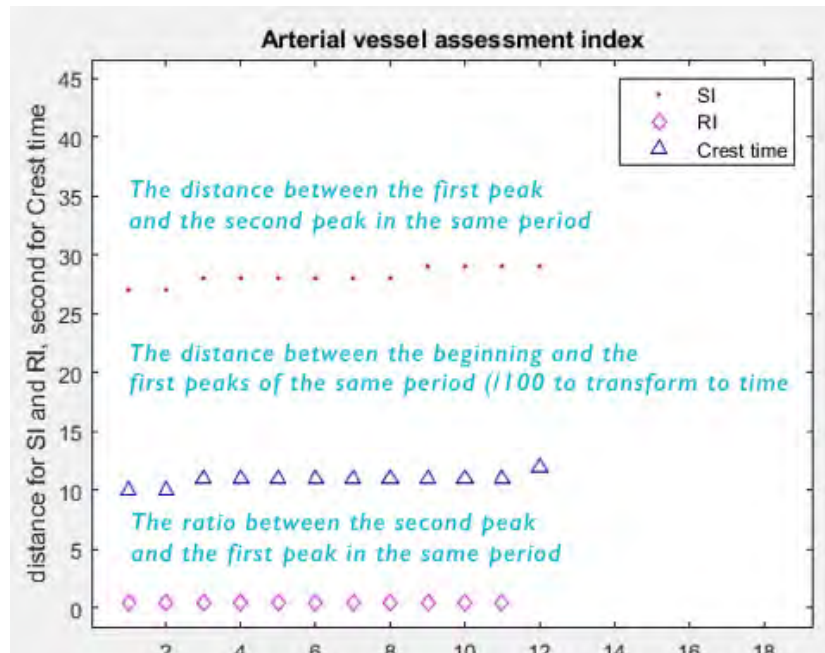 Arterial vessel assessment index
distance for SI and RI, second for Crest time
45
40
35
30
25
20
15
10
5
0
SI
RI
Crest time
The distance between the first peak
and the second peak in the same period
The distance between the beginning and the
first peaks of the same period (/100 to transform to time
The ratio between the second peak
and the first peak in the same period
2 4 6 8 10 12 14 16 18